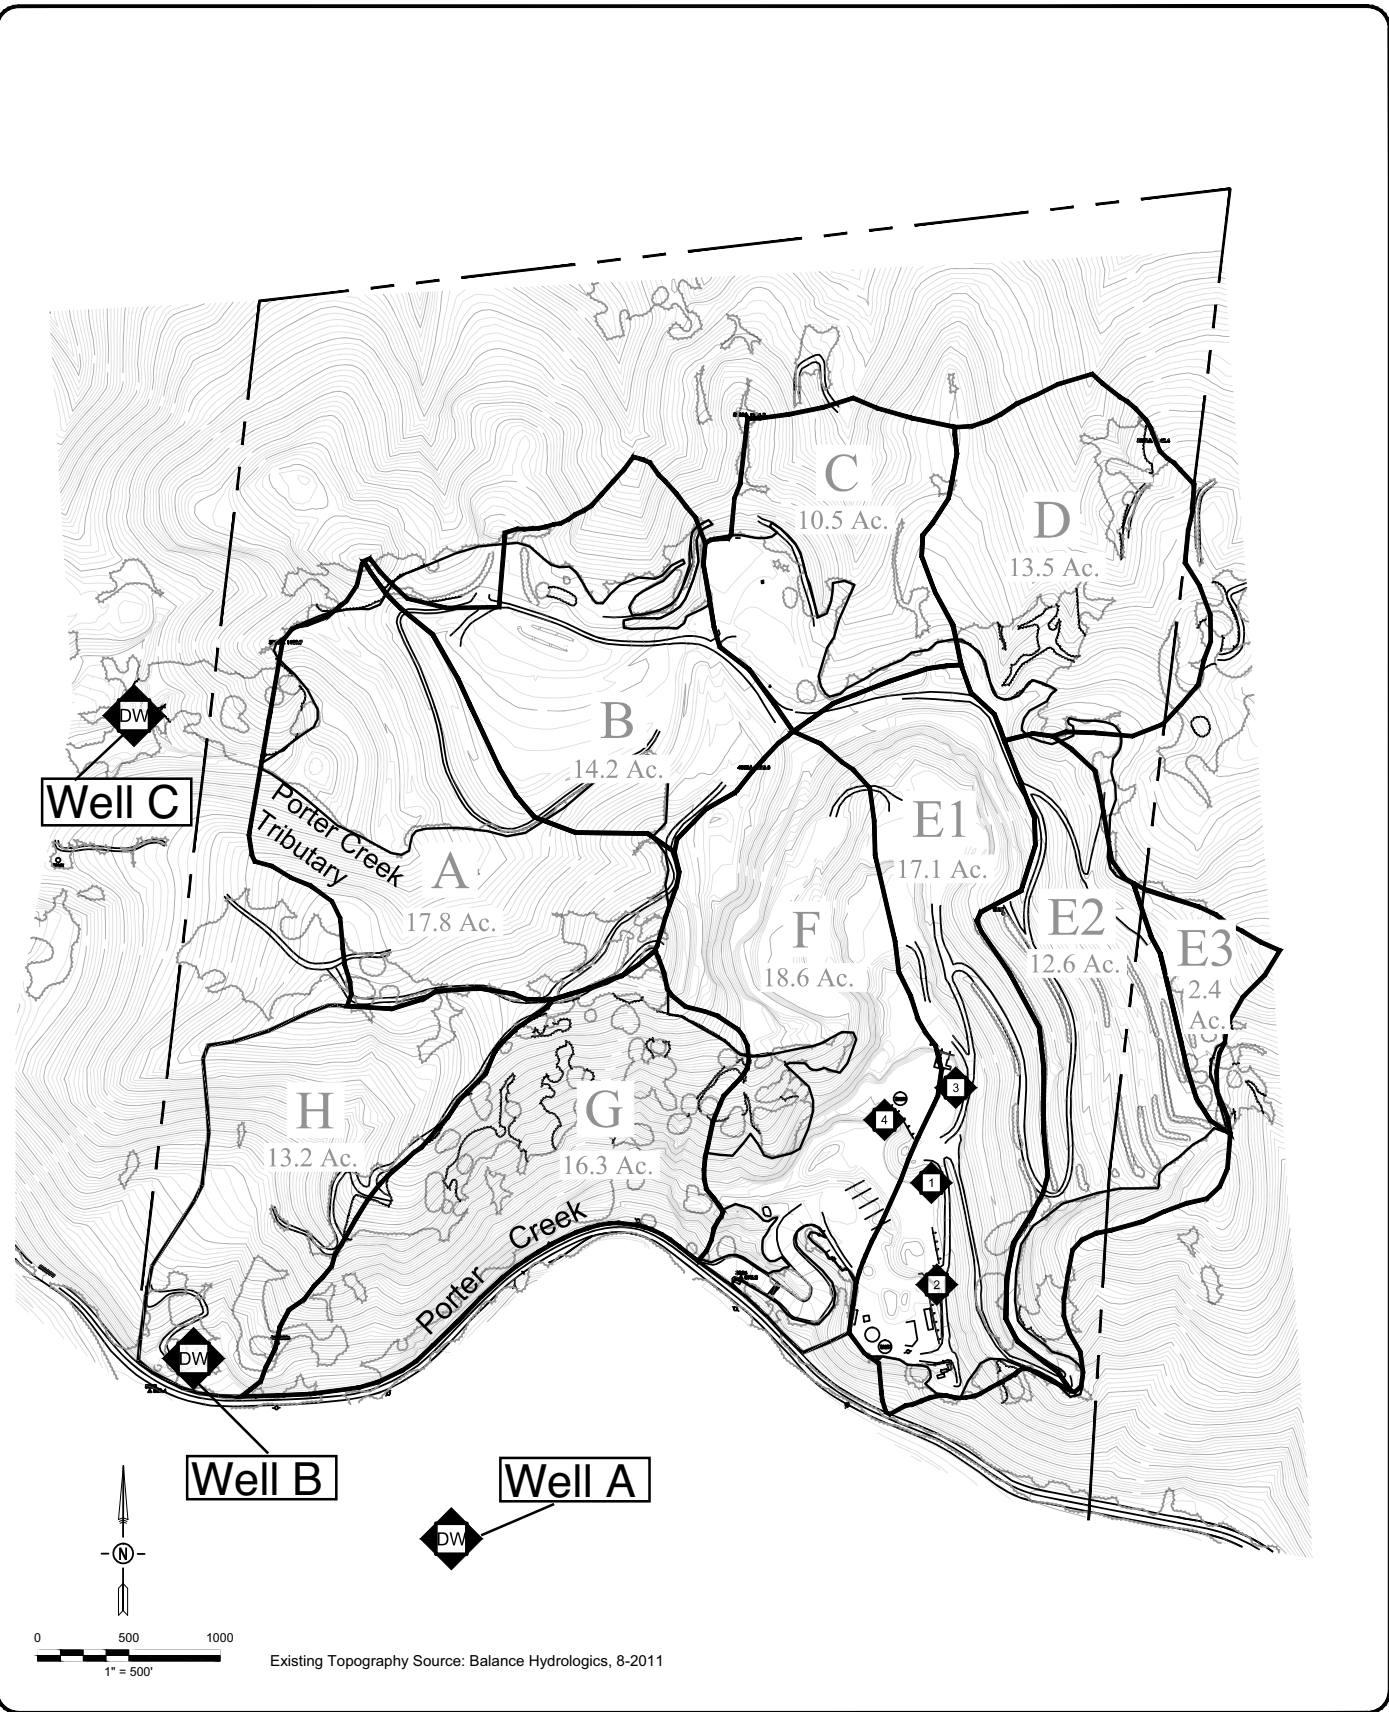 C
10.5 Ac.
D
13.5 Ac.
B
14.2 Ac.
DW
Well C
Porter Creek
Tributary
A
17.8 Ac.
E1
17.1 Ac.
F
18.6 Ac.
E2
12.6 Ac.
E3
2.4
Ac.
H
13.2 Ac.
G
16.3 Ac.
3
4
1
2
Porter Creek
DW
Well B
Well A
DW
N
0 500 1000
1" = 500'
Existing Topography Source: Balance Hydrologics, 8-2011